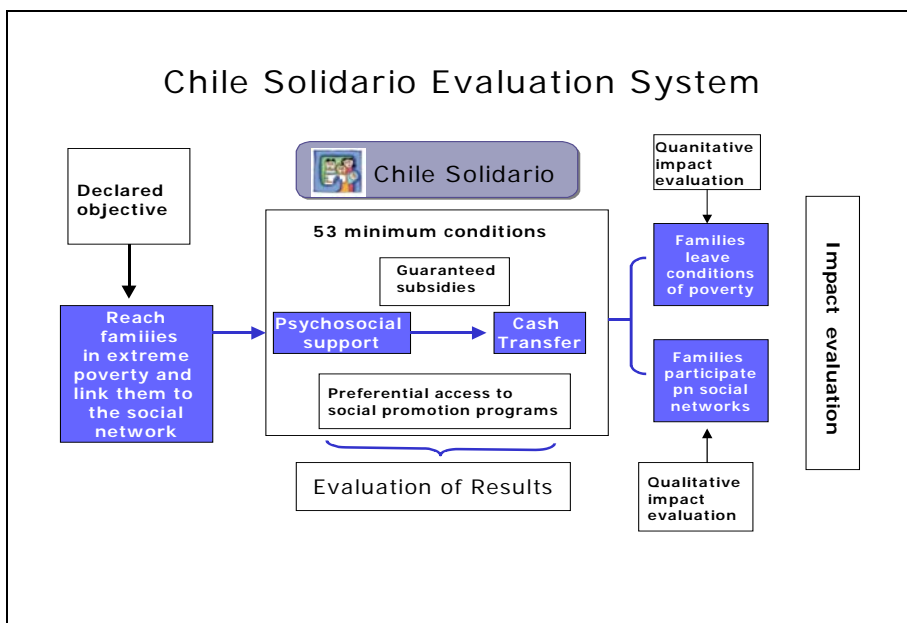 Chile Solidario Evaluation System
Declared
objective
Reach
famiiies
in extreme
poverty and
link them to
the social
network
Chile Solidario
53 minimum conditions
Guaranteed
subsidies
Psychosocial
support
Cash
Transfer
Preferential access to
social promotion programs
Evaluation of Results
Quanitative
impact
evaluation
Families
leave
conditions
of poverty
Families
participate
pn social
networks
Qualitative
impact
evaluation
Impact evaluation